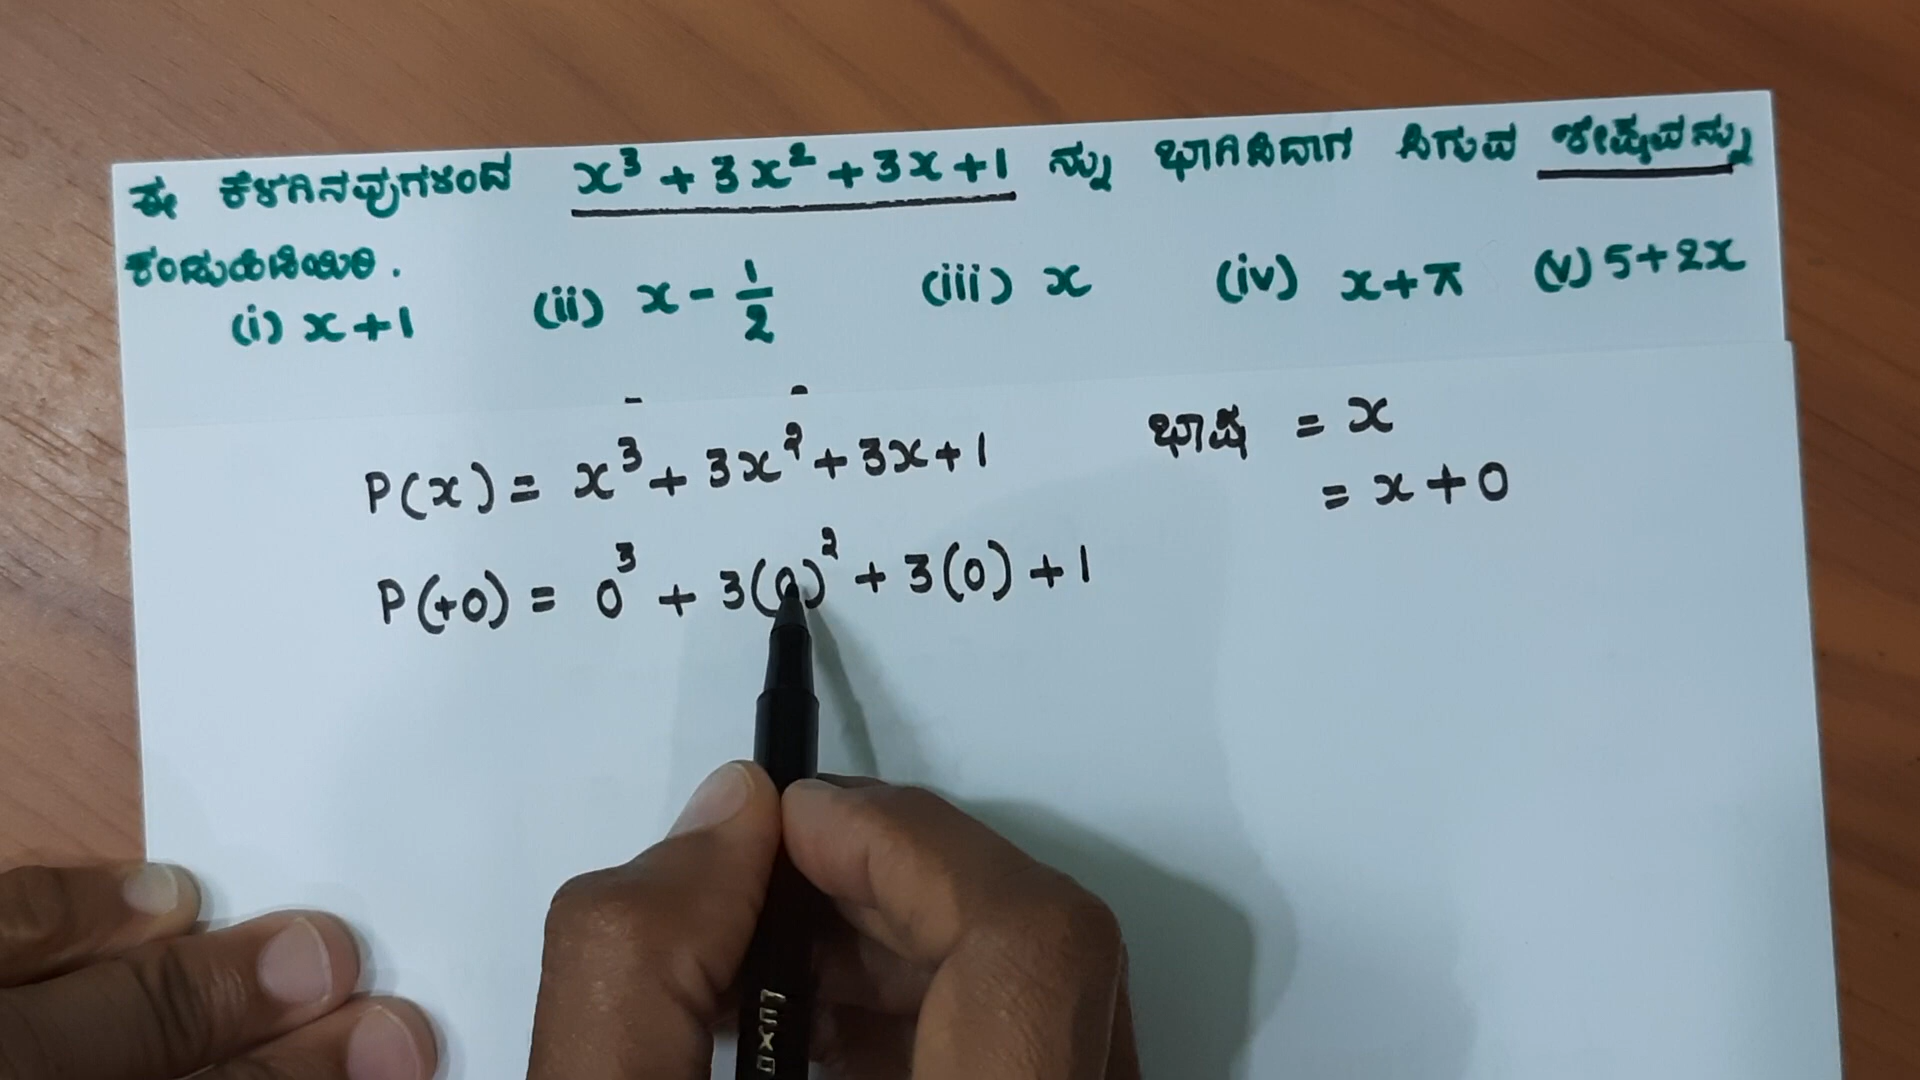 ಈ ಕೆಳಗಿನವುಗಳಿಂದ x³ + 3x² + 3x + 1 ನ್ನು ಭಾಗಿಸಿದಾಗ ಸಿಗುವ ಶೇಷವನ್ನು
ಕಂಡುಹಿಡಿಯಿರಿ.
(i) x + 1 (ii) x - 1/2 (iii) x (iv) x + π (v) 5 + 2x
P(x) = x³ + 3x² + 3x + 1 = x
= x + 0
P(+0) = 0³ + 3(0)² + 3(0) + 1
LEXO